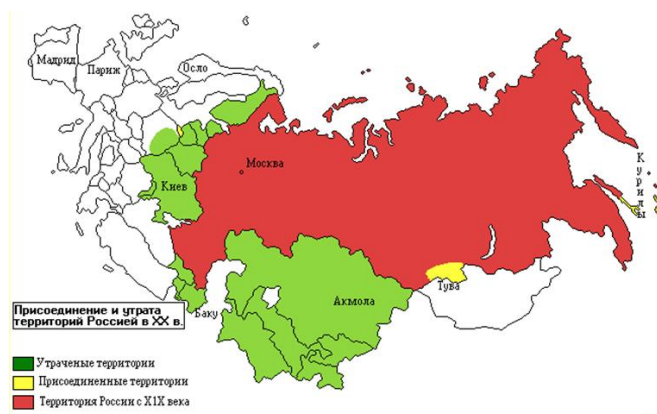 Мадрид
Париж
Осло
Москва
Киев
Курилы
Тува
Акмола
Баку
Присоединение и утрата
территорий Россией в XX в.
Утраченые территории
Присоединенные территории
Территория России с X1X века